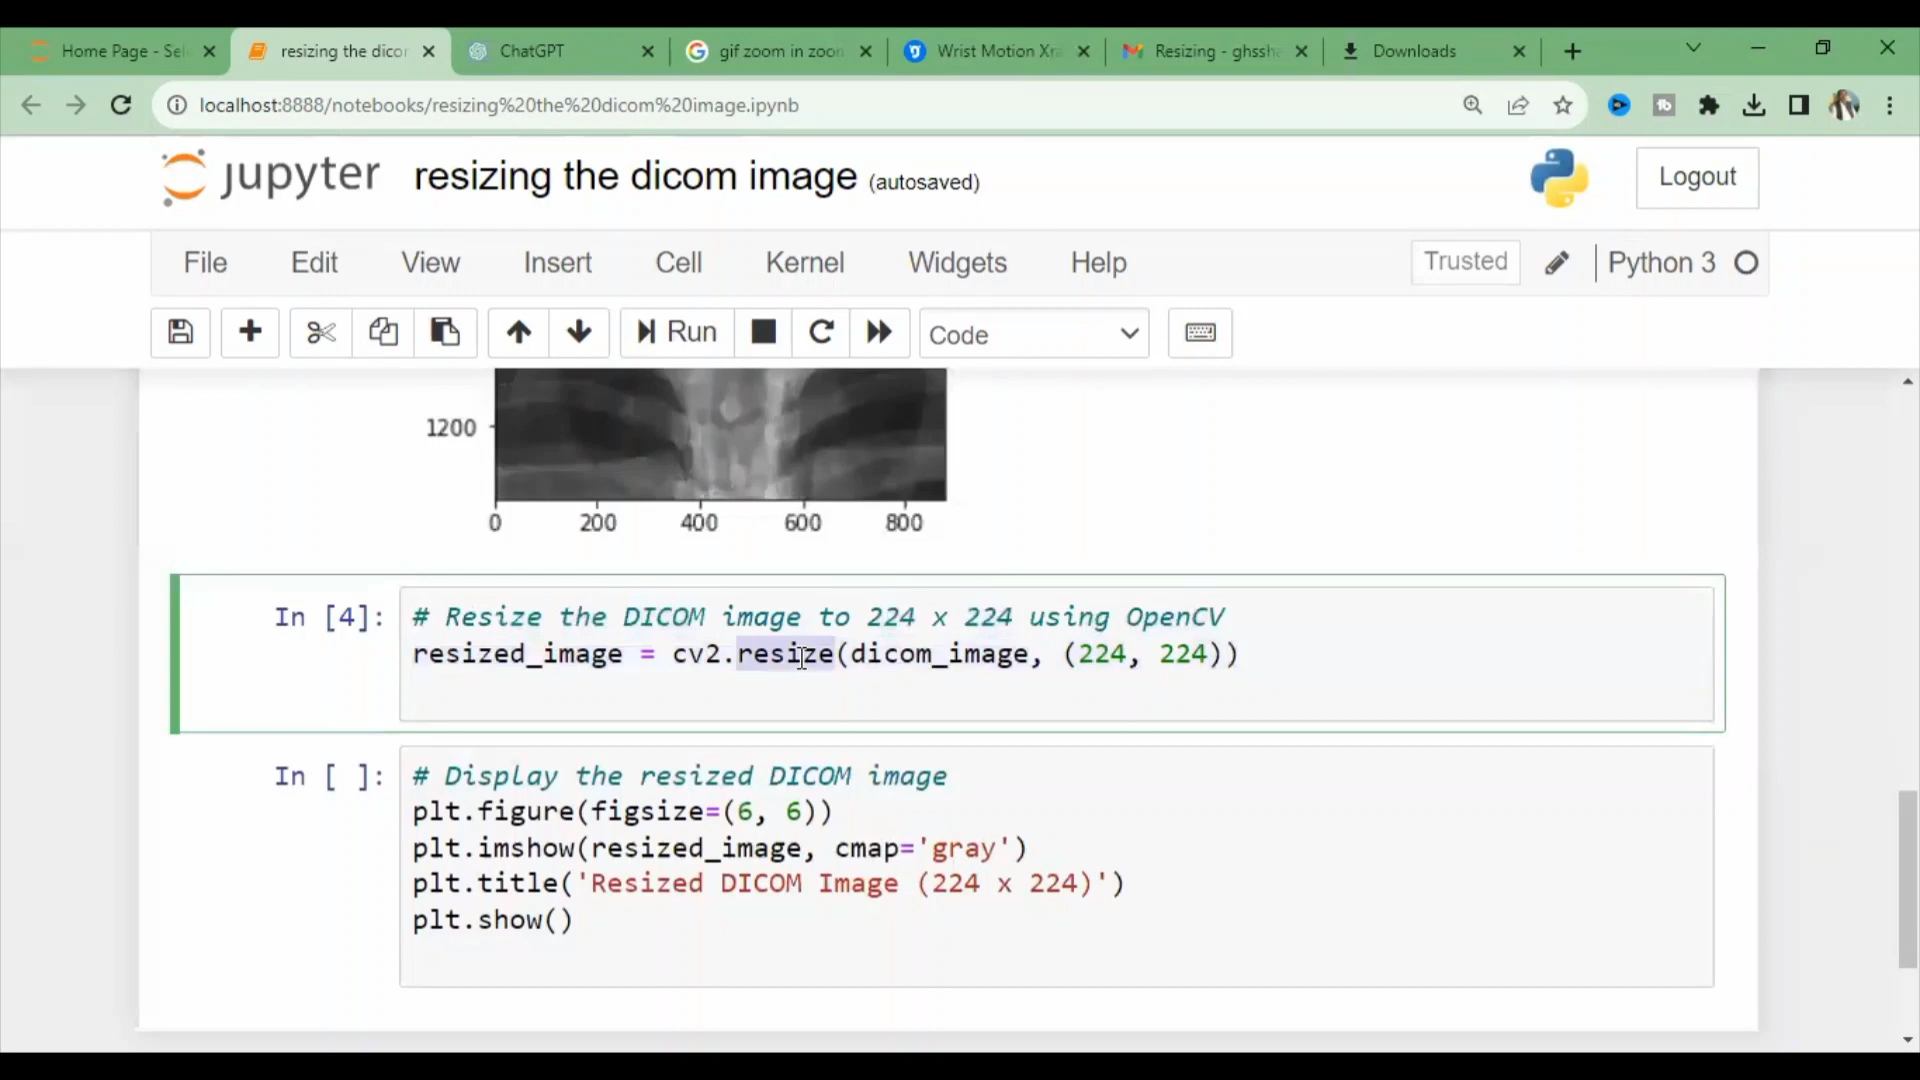 Home Page - Sel
resizing the dicor
ChatGPT
gif zoom in zoon
Wrist Motion Xra
Resizing - ghssha
Downloads
localhost:8888/notebooks/resizing%20the%20dicom%20image.ipynb
jupyter
resizing the dicom image (autosaved)
Logout
File Edit View Insert Cell Kernel Widgets Help
Trusted
Python 3
Run
Code
1200
0 200 400 600 800
In [4]:
# Resize the DICOM image to 224 x 224 using OpenCV
resized_image = cv2.resize(dicom_image, (224, 224))
In [ ]:
# Display the resized DICOM image
plt.figure(figsize=(6, 6))
plt.imshow(resized_image, cmap='gray')
plt.title('Resized DICOM Image (224 x 224)')
plt.show()